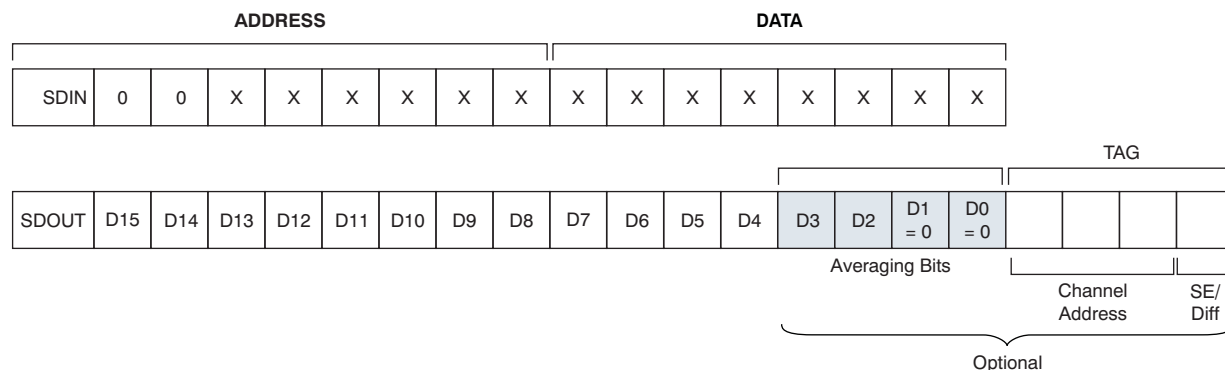 ADDRESS DATA
SDIN 0 0 X X X X X X X X X X X X X X
TAG
SDOUT D15 D14 D13 D12 D11 D10 D9 D8 D7 D6 D5 D4 D3 D2 D1 = 0 D0 = 0
Averaging Bits
Channel Address
SE/ Diff
Optional